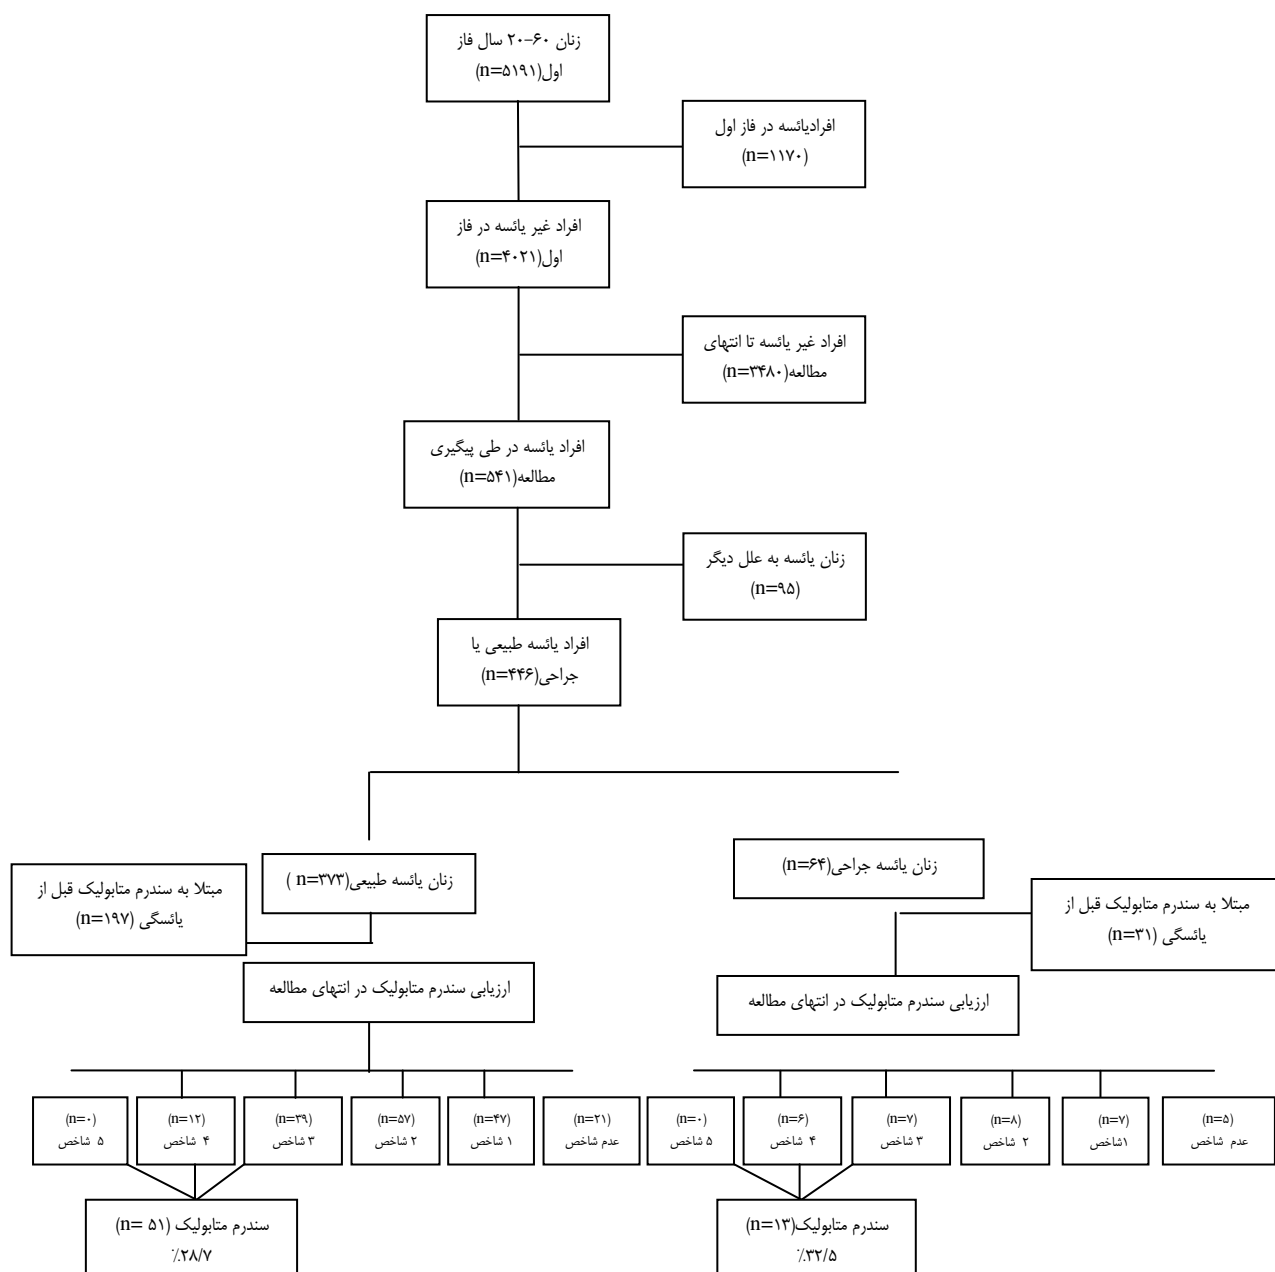 زنان ۶۰-۲۰ سال فاز
اول(n=۵۱۹۱)
افرادیائسه در فاز اول
(n=۱۱۷۰)
افراد غیر یائسه در فاز
اول(n=۴۰۲۱)
افراد غیر یائسه تا انتهای
مطالعه(n=۳۴۸۰)
افراد یائسه در طی پیگیری
مطالعه(n=۵۴۱)
زنان یائسه به علل دیگر
(n=۹۵)
افراد یائسه طبیعی یا
جراحی(n=۴۴۶)
زنان یائسه جراحی(n=۶۴)
زنان یائسه طبیعی(n=۳۷۳ )
مبتلا به سندرم متابولیک قبل از
یائسگی (n=۳۱)
مبتلا به سندرم متابولیک قبل از
یائسگی (n=۱۹۷)
ارزیابی سندرم متابولیک در انتهای مطالعه
ارزیابی سندرم متابولیک در انتهای مطالعه
(n=۵)
عدم شاخص
(n=۷)
۱شاخص
(n=۸)
۲ شاخص
(n=۷)
۳ شاخص
(n=۶)
۴ شاخص
(n=۰)
۵ شاخص
(n=۲۱)
عدم شاخص
(n=۴۷)
۱ شاخص
(n=۵۷)
۲ شاخص
(n=۳۹)
۳ شاخص
(n=۱۲)
۴ شاخص
(n=۰)
۵ شاخص
سندرم متابولیک(n=۱۳)
٪۳۲/۵
سندرم متابولیک (n= ۵۱)
٪۲۸/۷